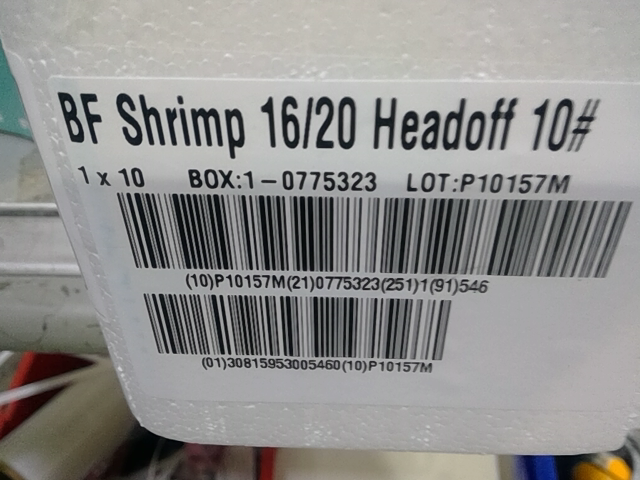 BF Shrimp 16/20 Headoff 10#
1 x 10 BOX:1-0775323 LOT:P10157M
(10)P10157M(21)0775323(251)1(91)546
(01)30815953005460(10)P10157M